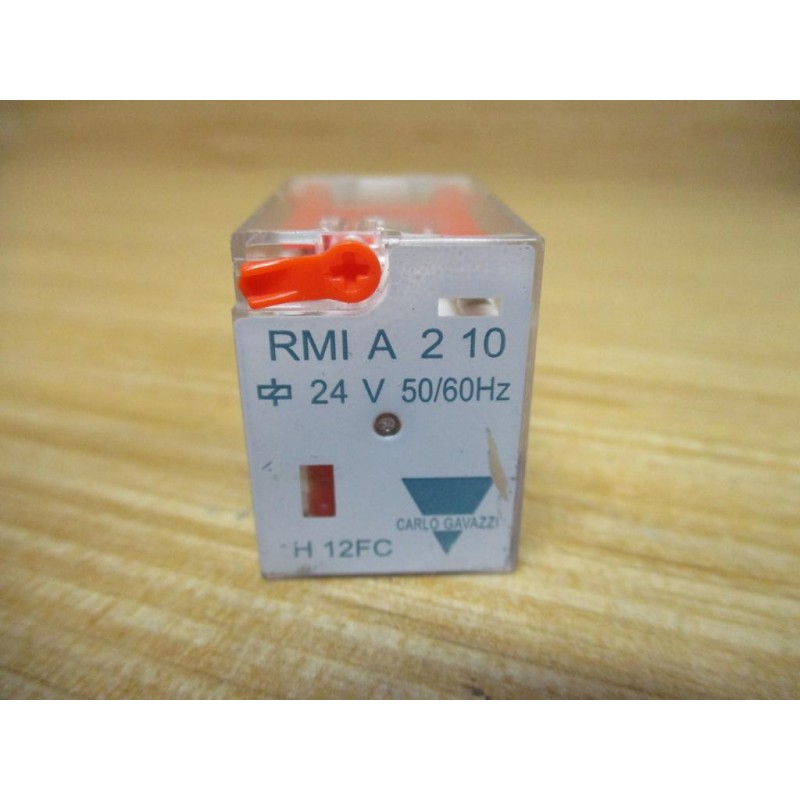 RMI A 2 10
24 V 50/60Hz
CARLO GAVAZZI
H 12FC